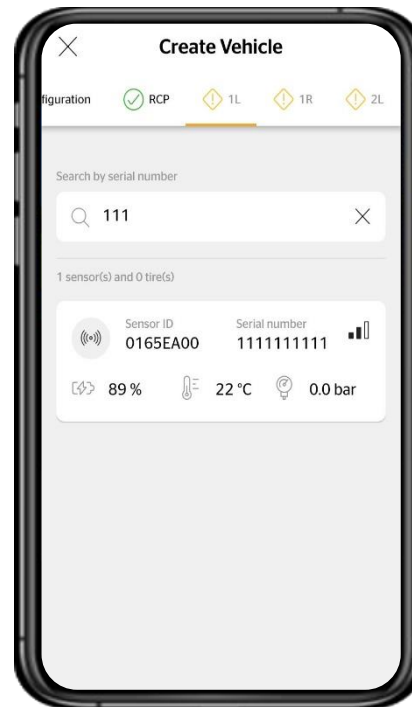 Create Vehicle
figuration RCP 1L 1R 2L
Search by serial number
111
1 sensor(s) and 0 tire(s)
Sensor ID Serial number
0165EA00 1111111111
89 % 22 °C 0.0 bar